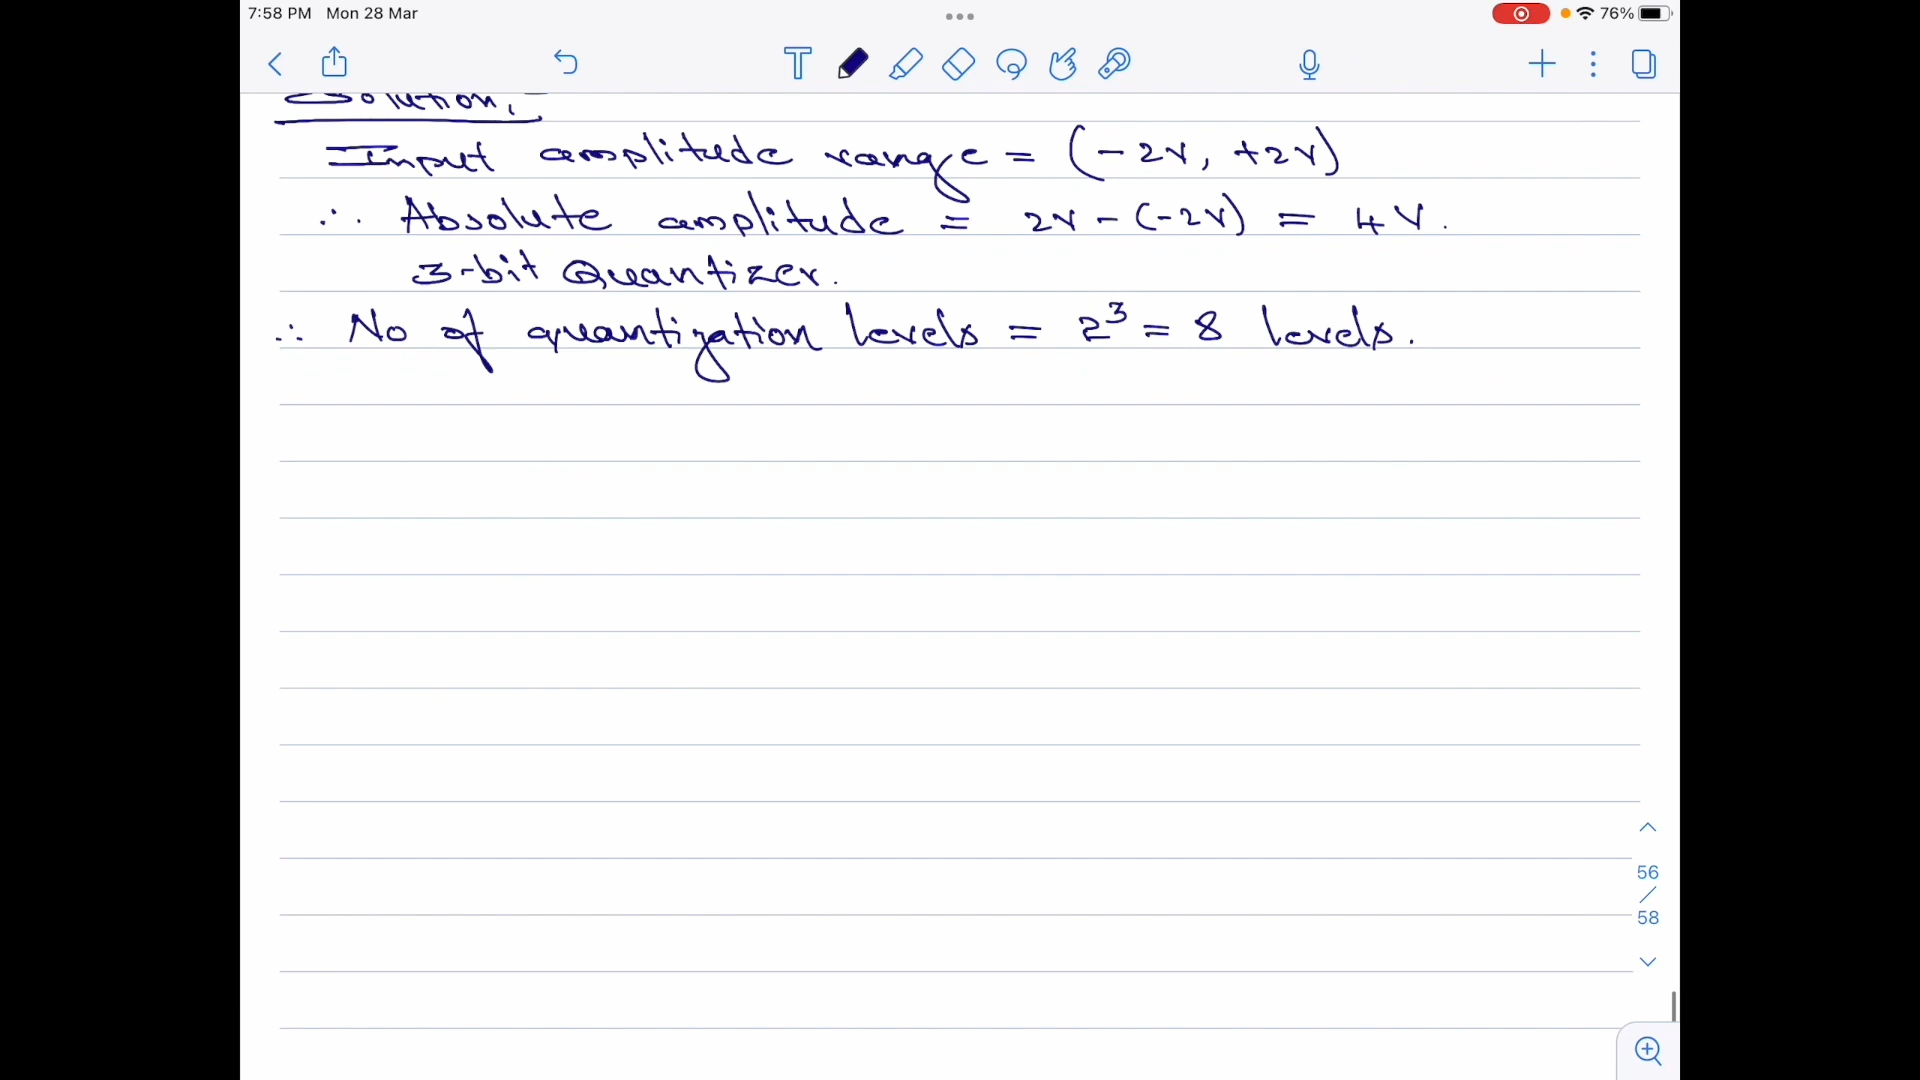 7:58 PM Mon 28 Mar
76%
T
Solution:-
Input amplitude range = (-2V, +2V)
∴ Absolute amplitude = 2V - (-2V) = 4V.
3-bit Quantizer.
∴ No of quantization levels = 2³ = 8 levels.
56
/
58